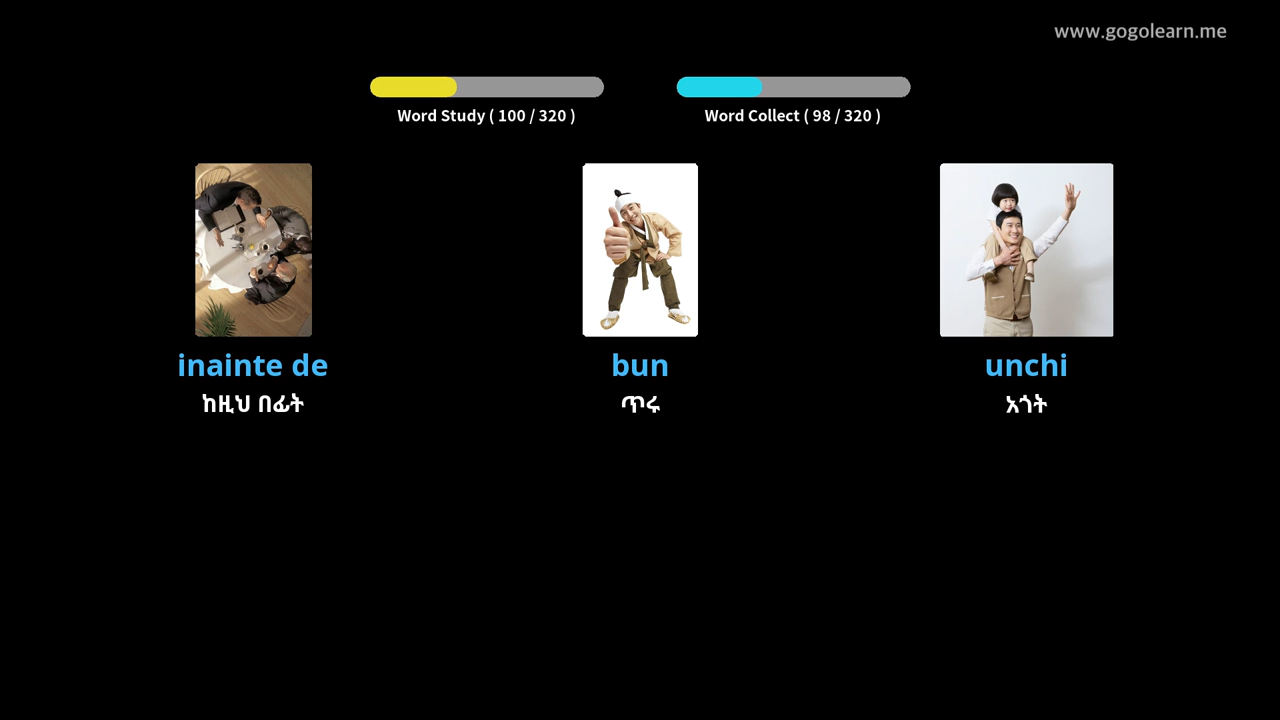 www.gogolearn.me
Word Study ( 100 / 320 )
Word Collect ( 98 / 320 )
inainte de
bun
unchi
ከዚህ በፊት
ጥሩ
አጎት